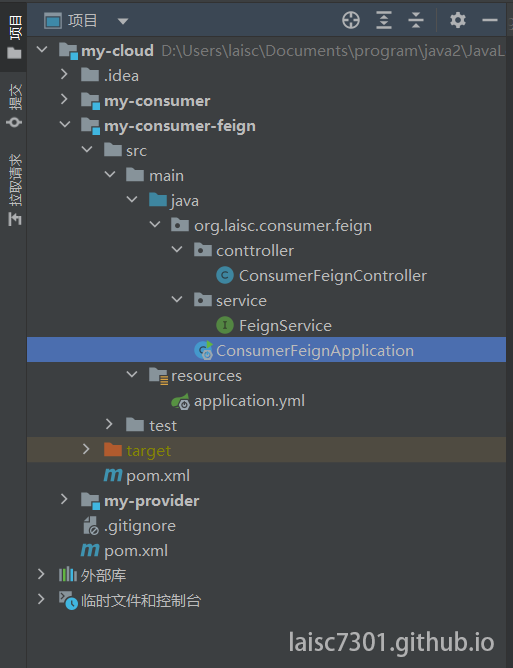 项目
提交
拉取请求
项目
my-cloud D:\Users\laisc\Documents\program\java2\JavaL
.idea
my-consumer
my-consumer-feign
src
main
java
org.laisc.consumer.feign
conttroller
ConsumerFeignController
service
FeignService
ConsumerFeignApplication
resources
application.yml
test
target
pom.xml
my-provider
.gitignore
pom.xml
外部库
临时文件和控制台
laisc7301.github.io